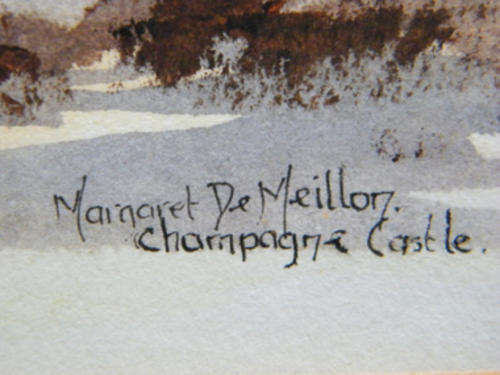 Margaret De Meillon.
Champagne Castle.